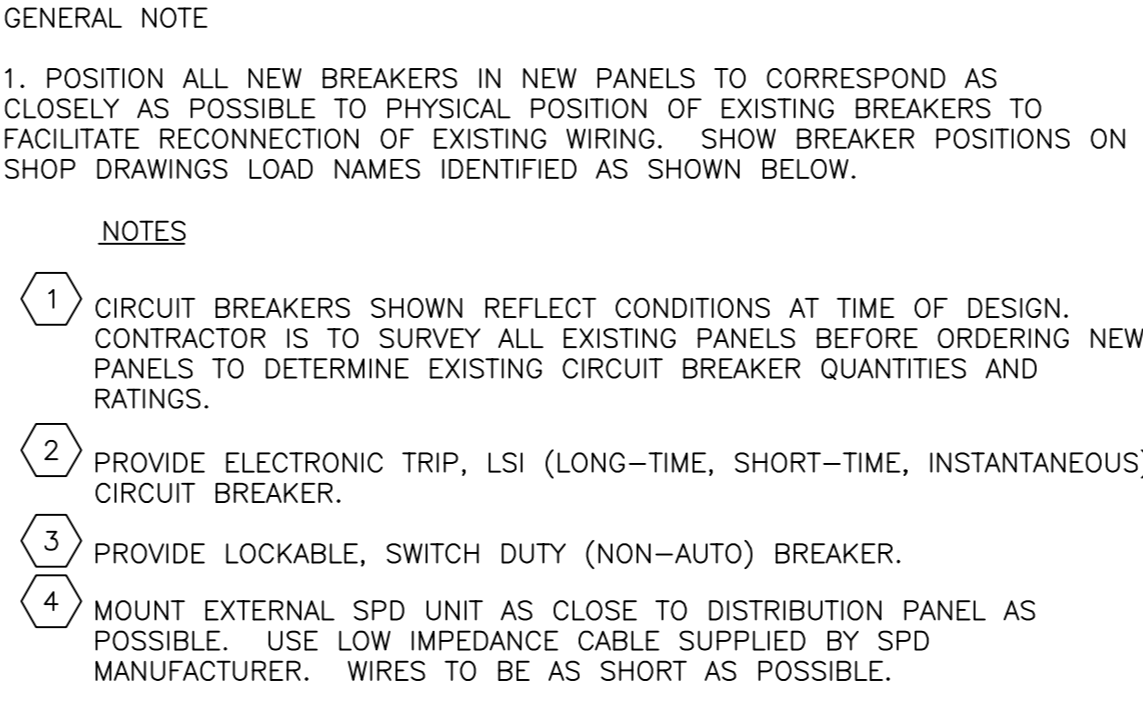 GENERAL NOTE
1. POSITION ALL NEW BREAKERS IN NEW PANELS TO CORRESPOND AS
CLOSELY AS POSSIBLE TO PHYSICAL POSITION OF EXISTING BREAKERS TO
FACILITATE RECONNECTION OF EXISTING WIRING. SHOW BREAKER POSITIONS ON
SHOP DRAWINGS LOAD NAMES IDENTIFIED AS SHOWN BELOW.
NOTES
1 CIRCUIT BREAKERS SHOWN REFLECT CONDITIONS AT TIME OF DESIGN.
CONTRACTOR IS TO SURVEY ALL EXISTING PANELS BEFORE ORDERING NEW
PANELS TO DETERMINE EXISTING CIRCUIT BREAKER QUANTITIES AND
RATINGS.
2 PROVIDE ELECTRONIC TRIP, LSI (LONG–TIME, SHORT–TIME, INSTANTANEOUS)
CIRCUIT BREAKER.
3 PROVIDE LOCKABLE, SWITCH DUTY (NON–AUTO) BREAKER.
4 MOUNT EXTERNAL SPD UNIT AS CLOSE TO DISTRIBUTION PANEL AS
POSSIBLE. USE LOW IMPEDANCE CABLE SUPPLIED BY SPD
MANUFACTURER. WIRES TO BE AS SHORT AS POSSIBLE.